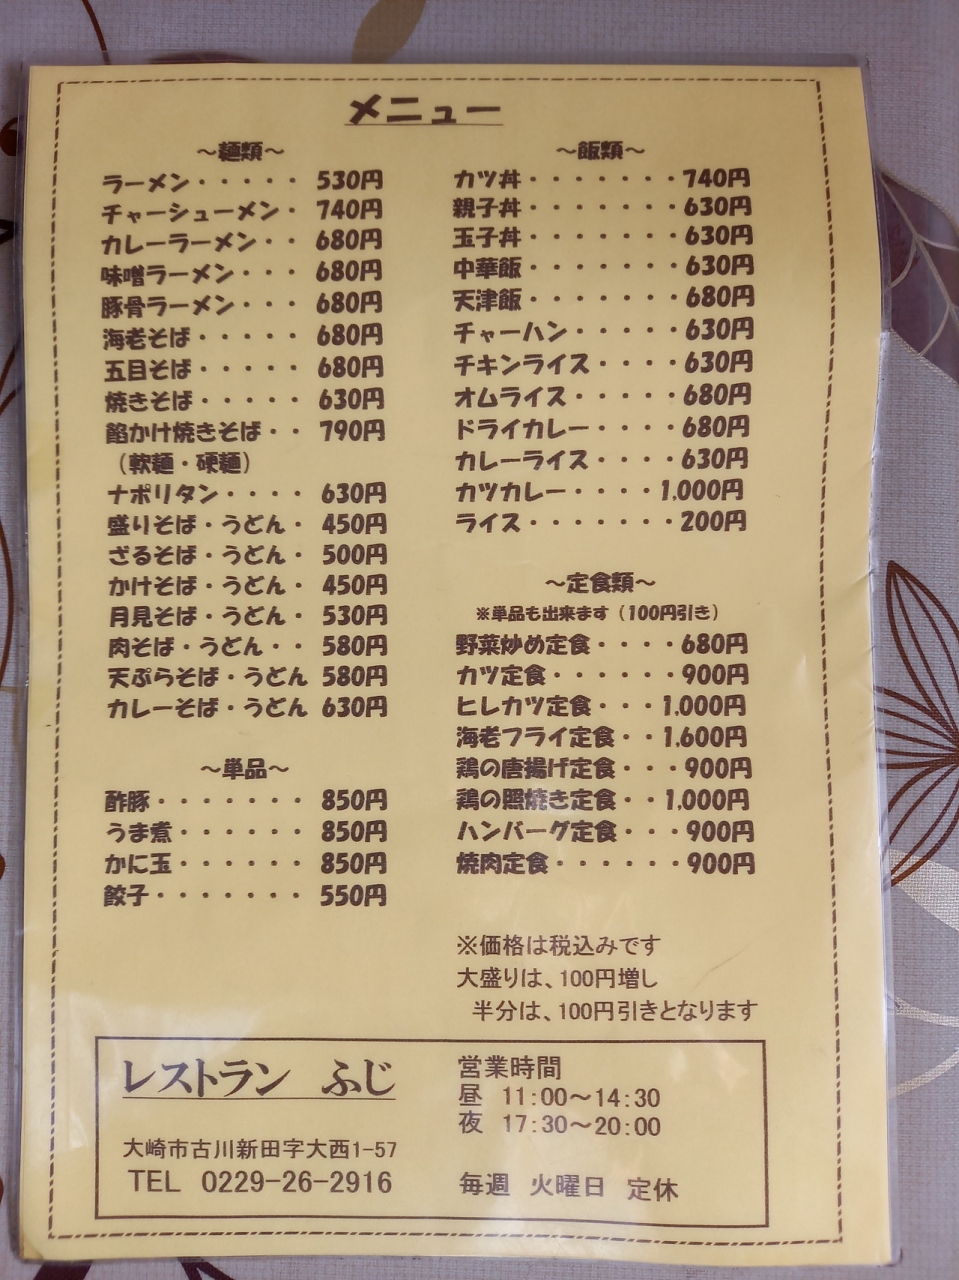 メニュー
～麺類～
ラーメン・・・・・ 530円
チャーシューメン・ 740円
カレーラーメン・・ 680円
味噌ラーメン・・・ 680円
豚骨ラーメン・・・ 680円
海老そば・・・・・ 680円
五目そば・・・・・ 680円
焼きそば・・・・・ 630円
餡かけ焼きそば・・ 790円
（軟麺・硬麺）
ナポリタン・・・・ 630円
盛りそば・うどん・ 450円
ざるそば・うどん・ 500円
かけそば・うどん・ 450円
月見そば・うどん・ 530円
肉そば・うどん・・ 580円
天ぷらそば・うどん 580円
カレーそば・うどん 630円
～単品～
酢豚・・・・・・・ 850円
うま煮・・・・・・ 850円
かに玉・・・・・・ 850円
餃子・・・・・・・ 550円
～飯類～
カツ丼・・・・・・・740円
親子丼・・・・・・・630円
玉子丼・・・・・・・630円
中華飯・・・・・・・630円
天津飯・・・・・・・680円
チャーハン・・・・・630円
チキンライス・・・・630円
オムライス・・・・・680円
ドライカレー・・・・680円
カレーライス・・・・630円
カツカレー・・・・1,000円
ライス・・・・・・・200円
～定食類～
※単品も出来ます（100円引き）
野菜炒め定食・・・・680円
カツ定食・・・・・・900円
ヒレカツ定食・・・1,000円
海老フライ定食・・1,600円
鶏の唐揚げ定食・・・900円
鶏の照焼き定食・・1,000円
ハンバーグ定食・・・900円
焼肉定食・・・・・・900円
※価格は税込みです
大盛りは、100円増し
半分は、100円引きとなります
レストラン ふじ
大崎市古川新田字大西1-57
TEL 0229-26-2916
営業時間
昼 11:00～14:30
夜 17:30～20:00
毎週 火曜日 定休